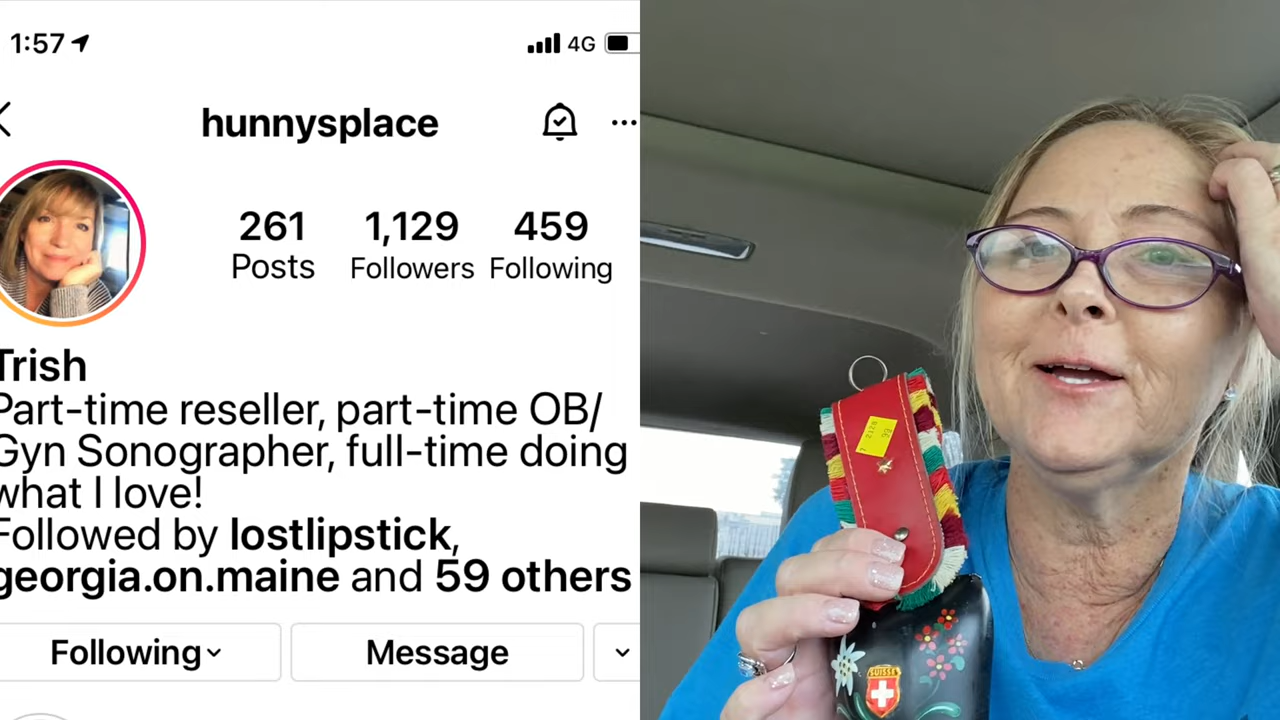 1:57
4G
hunnysplace
261 1,129 459
Posts Followers Following
Trish
Part-time reseller, part-time OB/
Gyn Sonographer, full-time doing
what I love!
Followed by lostlipstick,
georgia.on.maine and 59 others
Following
Message
SUISSE